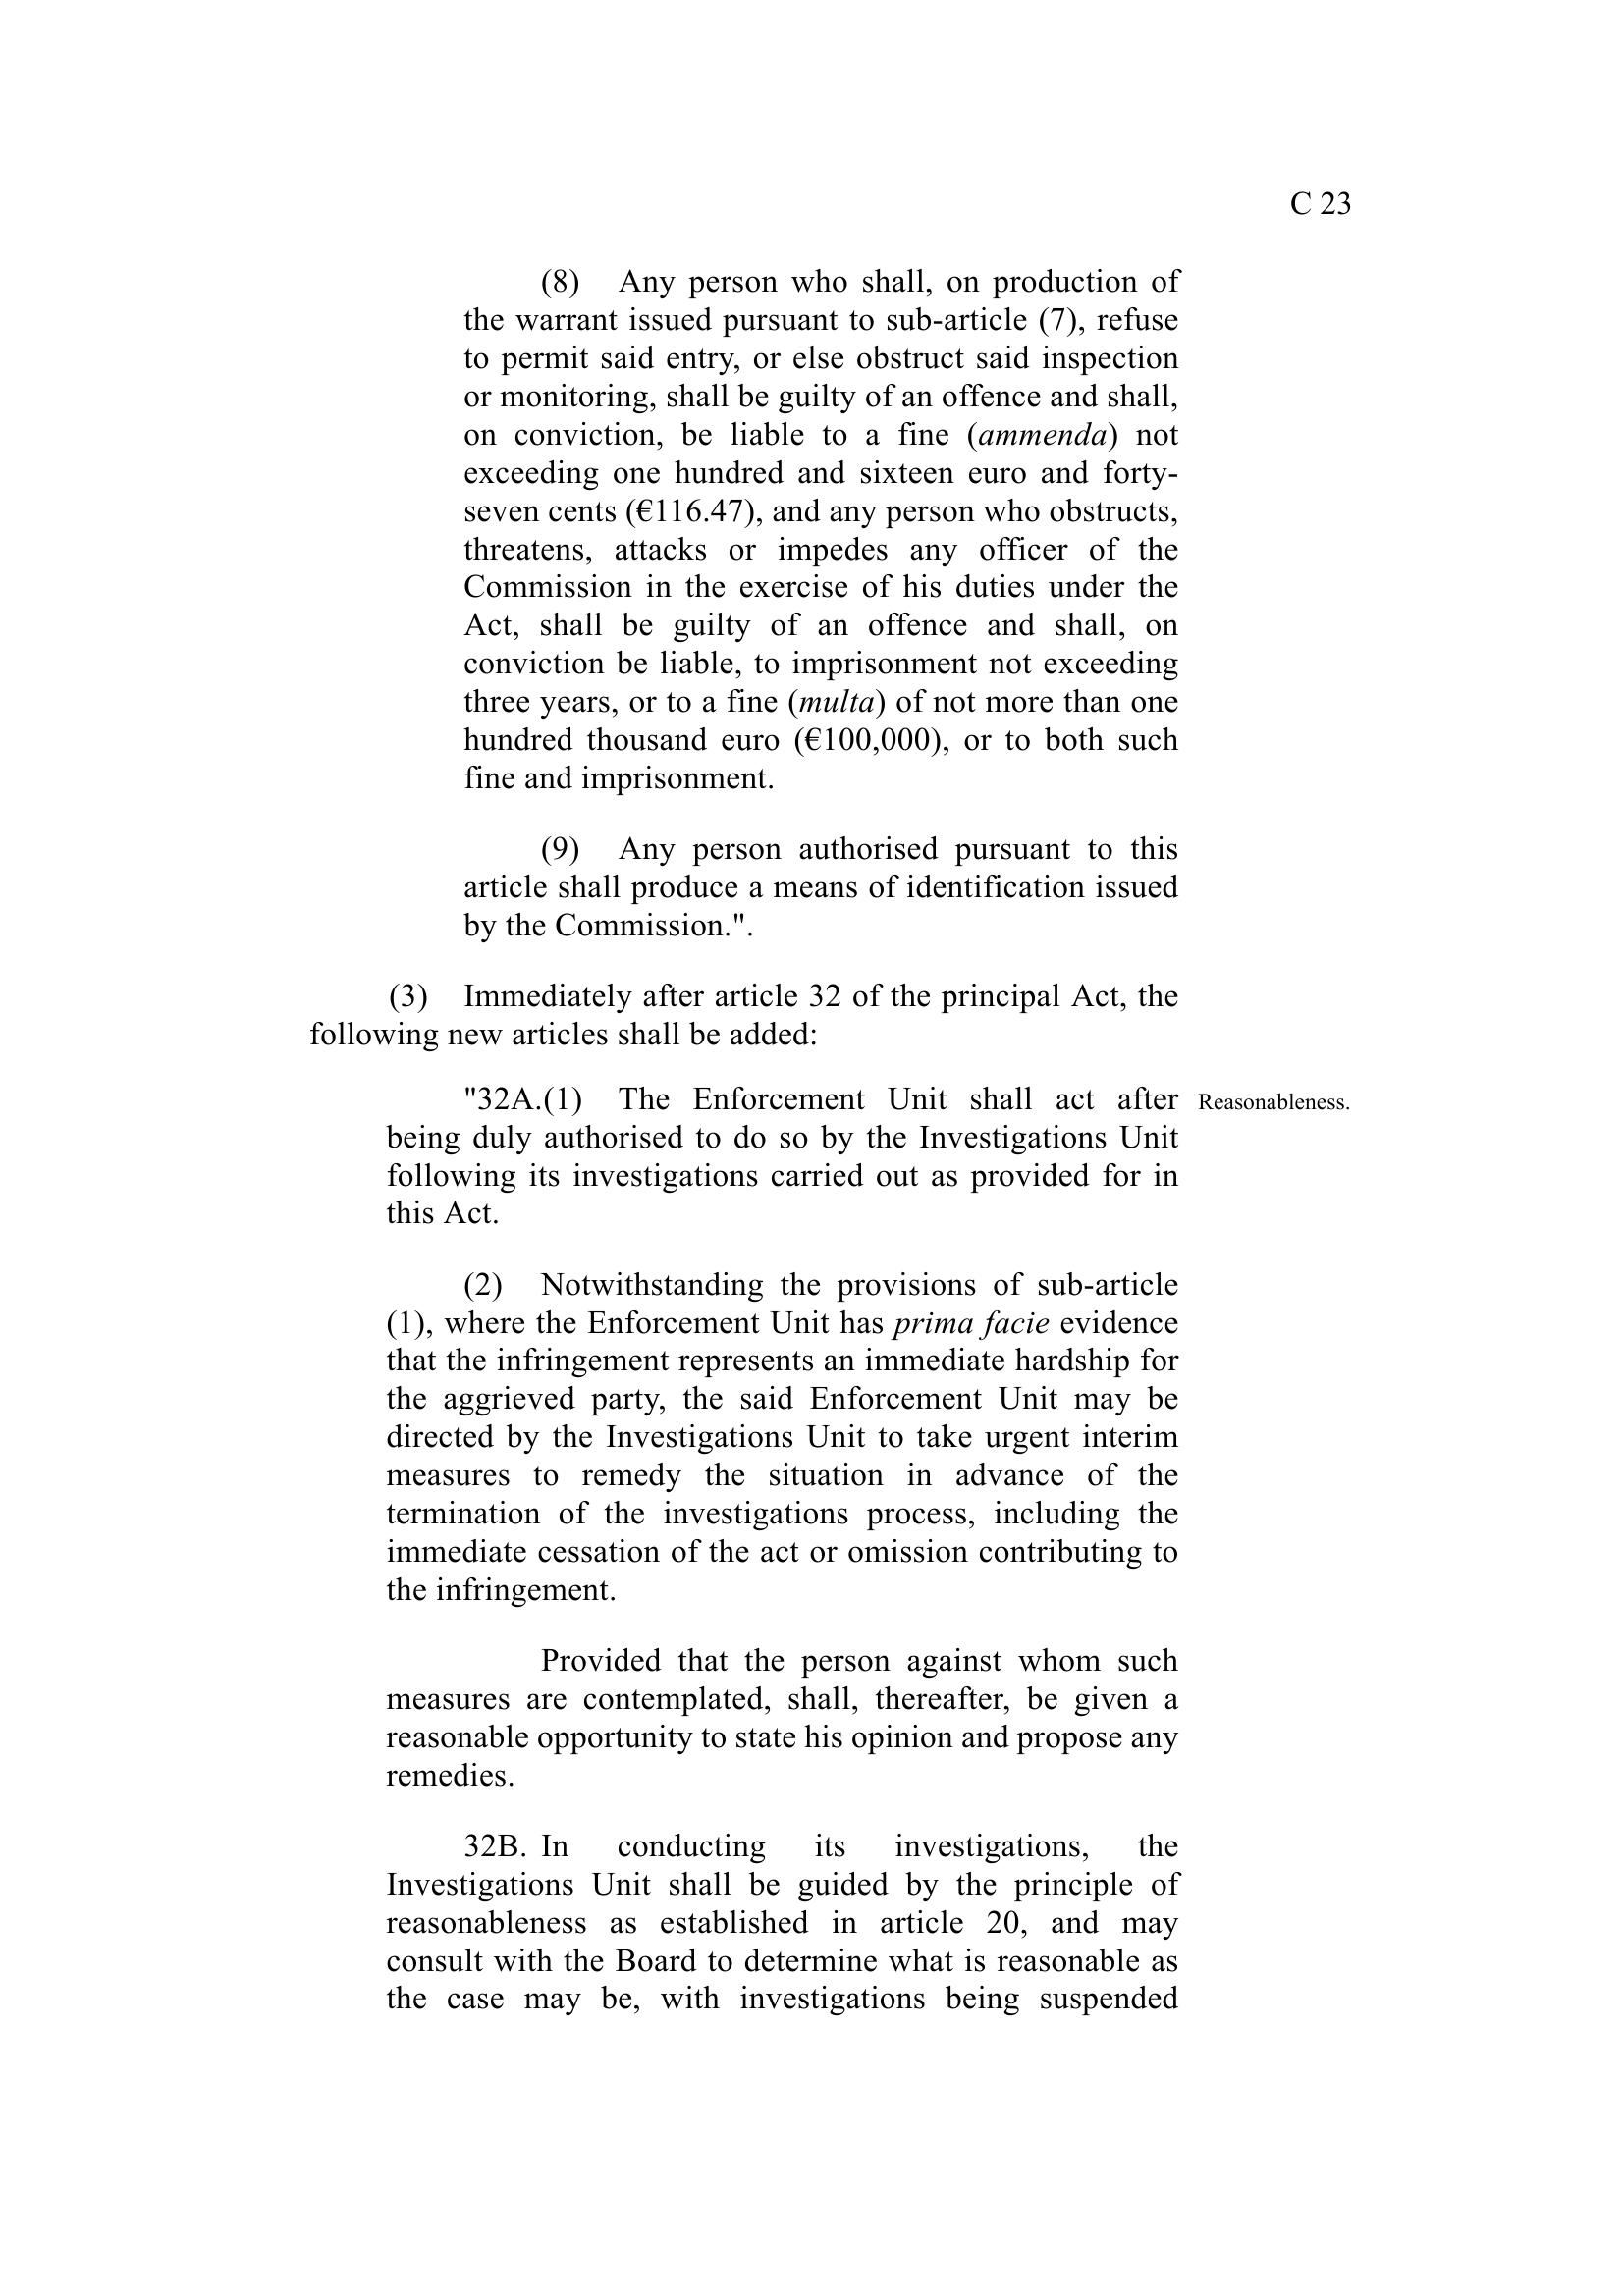 C 23
(8) Any person who shall, on production of
the warrant issued pursuant to sub-article (7), refuse
to permit said entry, or else obstruct said inspection
or monitoring, shall be guilty of an offence and shall,
on conviction, be liable to a fine (ammenda) not
exceeding one hundred and sixteen euro and forty-
seven cents (€116.47), and any person who obstructs,
threatens, attacks or impedes any officer of the
Commission in the exercise of his duties under the
Act, shall be guilty of an offence and shall, on
conviction be liable, to imprisonment not exceeding
three years, or to a fine (multa) of not more than one
hundred thousand euro (€100,000), or to both such
fine and imprisonment.
(9) Any person authorised pursuant to this
article shall produce a means of identification issued
by the Commission.".
(3) Immediately after article 32 of the principal Act, the
following new articles shall be added:
"32A.(1) The Enforcement Unit shall act after
Reasonableness.
being duly authorised to do so by the Investigations Unit
following its investigations carried out as provided for in
this Act.
(2) Notwithstanding the provisions of sub-article
(1), where the Enforcement Unit has prima facie evidence
that the infringement represents an immediate hardship for
the aggrieved party, the said Enforcement Unit may be
directed by the Investigations Unit to take urgent interim
measures to remedy the situation in advance of the
termination of the investigations process, including the
immediate cessation of the act or omission contributing to
the infringement.
Provided that the person against whom such
measures are contemplated, shall, thereafter, be given a
reasonable opportunity to state his opinion and propose any
remedies.
32B. In conducting its investigations, the
Investigations Unit shall be guided by the principle of
reasonableness as established in article 20, and may
consult with the Board to determine what is reasonable as
the case may be, with investigations being suspended